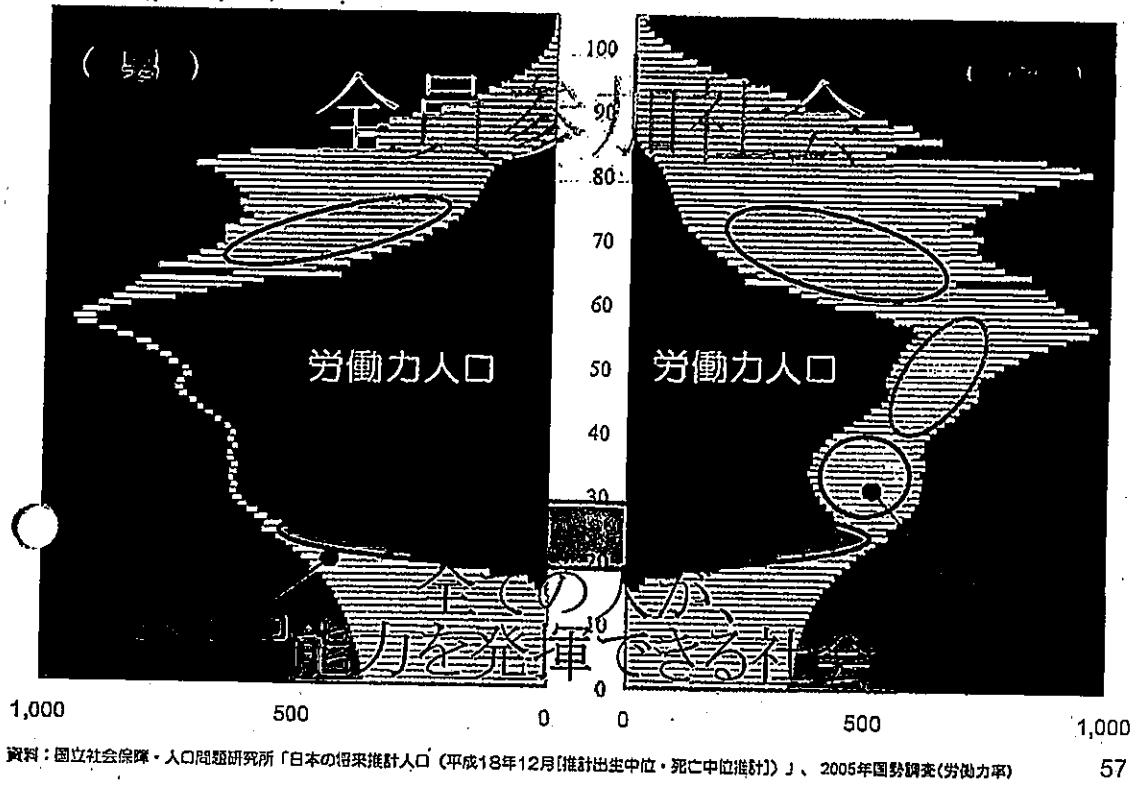 (男)
全員参加社会
労働力人口
労働力人口
100
90
80
70
60
50
40
30
20
10
0
全ての人が、
能力を発揮できる社会
1,000
500
0
0
500
1,000
資料：国立社会保障・人口問題研究所「日本の将来推計人口（平成18年12月[推計出生中位・死亡中位推計]）」、2005年国勢調査(労働力率)
57